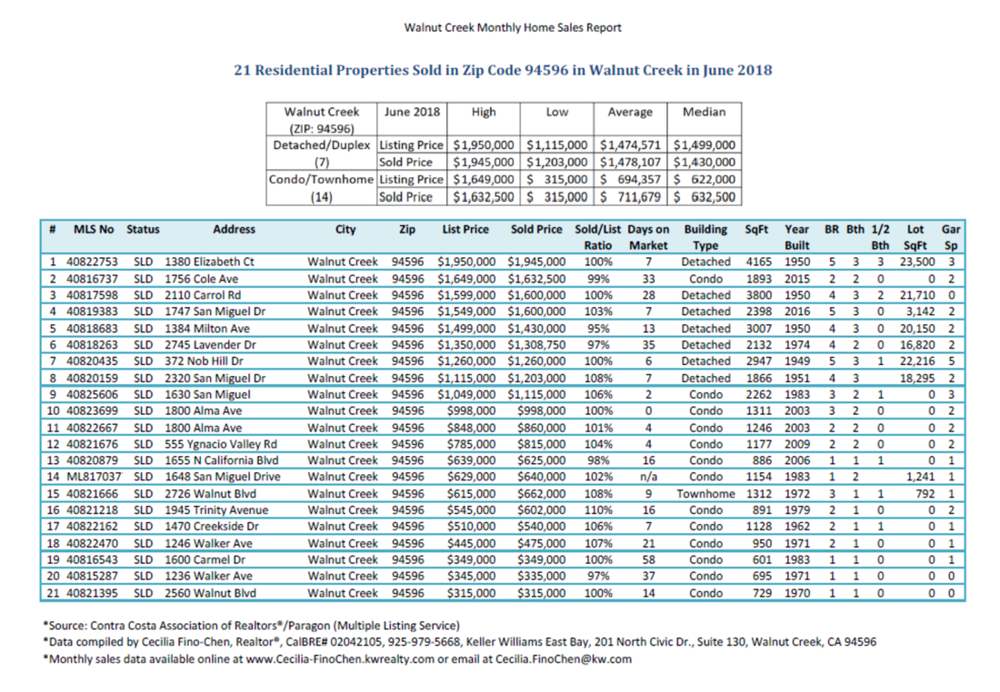 Walnut Creek Monthly Home Sales Report
21 Residential Properties Sold in Zip Code 94596 in Walnut Creek in June 2018
Walnut Creek June 2018 High Low Average Median
(ZIP: 94596)
Detached/Duplex Listing Price $1,950,000 $1,115,000 $1,474,571 $1,499,000
(7) Sold Price $1,945,000 $1,203,000 $1,478,107 $1,430,000
Condo/Townhome Listing Price $1,649,000 $ 315,000 $ 694,357 $ 622,000
(14) Sold Price $1,632,500 $ 315,000 $ 711,679 $ 632,500
# MLS No Status Address City Zip List Price Sold Price Sold/List Days on Building SqFt Year BR Bth 1/2 Lot Gar
Ratio Market Type Built Bth SqFt Sp
1 40822753 SLD 1380 Elizabeth Ct Walnut Creek 94596 $1,950,000 $1,945,000 100% 7 Detached 4165 1950 5 3 3 23,500 3
2 40816737 SLD 1756 Cole Ave Walnut Creek 94596 $1,649,000 $1,632,500 99% 33 Condo 1893 2015 2 2 0 0 2
3 40817598 SLD 2110 Carrol Rd Walnut Creek 94596 $1,599,000 $1,600,000 100% 28 Detached 3800 1950 4 3 2 21,710 0
4 40819383 SLD 1747 San Miguel Dr Walnut Creek 94596 $1,549,000 $1,600,000 103% 7 Detached 2398 2016 5 3 0 3,142 2
5 40818683 SLD 1384 Milton Ave Walnut Creek 94596 $1,499,000 $1,430,000 95% 13 Detached 3007 1950 4 3 0 20,150 2
6 40818263 SLD 2745 Lavender Dr Walnut Creek 94596 $1,350,000 $1,308,750 97% 35 Detached 2132 1974 4 2 0 16,820 2
7 40820435 SLD 372 Nob Hill Dr Walnut Creek 94596 $1,260,000 $1,260,000 100% 6 Detached 2947 1949 5 3 1 22,216 5
8 40820159 SLD 2320 San Miguel Dr Walnut Creek 94596 $1,115,000 $1,203,000 108% 7 Detached 1866 1951 4 3 18,295 2
9 40825606 SLD 1630 San Miguel Walnut Creek 94596 $1,049,000 $1,115,000 106% 2 Condo 2262 1983 3 2 1 0 3
10 40823699 SLD 1800 Alma Ave Walnut Creek 94596 $998,000 $998,000 100% 0 Condo 1311 2003 3 2 0 0 2
11 40822667 SLD 1800 Alma Ave Walnut Creek 94596 $848,000 $860,000 101% 4 Condo 1246 2003 2 2 0 0 2
12 40821676 SLD 555 Ygnacio Valley Rd Walnut Creek 94596 $785,000 $815,000 104% 4 Condo 1177 2009 2 2 0 0 2
13 40820879 SLD 1655 N California Blvd Walnut Creek 94596 $639,000 $625,000 98% 16 Condo 886 2006 1 1 1 0 1
14 ML817037 SLD 1648 San Miguel Drive Walnut Creek 94596 $629,000 $640,000 102% n/a Condo 1154 1983 1 2 1,241 1
15 40821666 SLD 2726 Walnut Blvd Walnut Creek 94596 $615,000 $662,000 108% 9 Townhome 1312 1972 3 1 1 792 1
16 40821218 SLD 1945 Trinity Avenue Walnut Creek 94596 $545,000 $602,000 110% 16 Condo 891 1979 2 1 0 0 2
17 40822162 SLD 1470 Creekside Dr Walnut Creek 94596 $510,000 $540,000 106% 7 Condo 1128 1962 2 1 1 0 1
18 40822470 SLD 1246 Walker Ave Walnut Creek 94596 $445,000 $475,000 107% 21 Condo 950 1971 2 1 0 0 1
19 40816543 SLD 1600 Carmel Dr Walnut Creek 94596 $349,000 $349,000 100% 58 Condo 601 1983 1 1 0 0 1
20 40815287 SLD 1236 Walker Ave Walnut Creek 94596 $345,000 $335,000 97% 37 Condo 695 1971 1 1 0 0 0
21 40821395 SLD 2560 Walnut Blvd Walnut Creek 94596 $315,000 $315,000 100% 14 Condo 729 1970 1 1 0 0 0
*Source: Contra Costa Association of Realtors®/Paragon (Multiple Listing Service)
*Data compiled by Cecilia Fino-Chen, Realtor®, CalBRE# 02042105, 925-979-5668, Keller Williams East Bay, 201 North Civic Dr., Suite 130, Walnut Creek, CA 94596
*Monthly sales data available online at www.Cecilia-FinoChen.kwrealty.com or email at Cecilia.FinoChen@kw.com